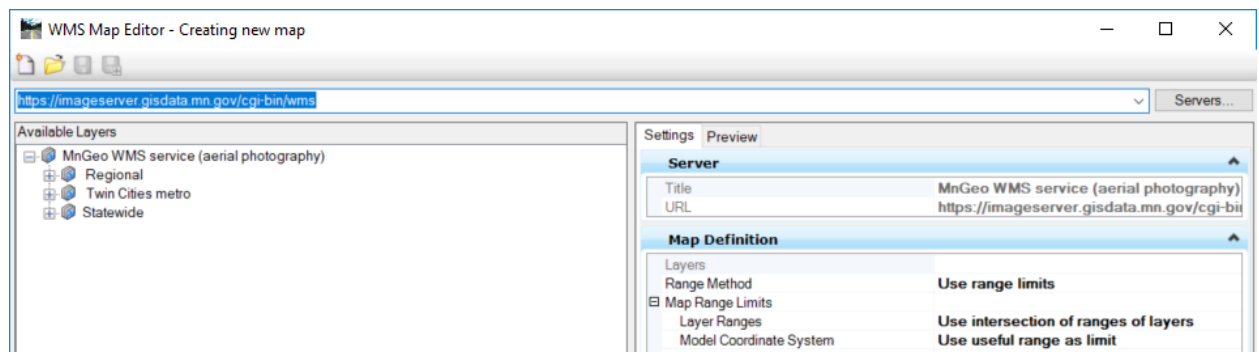 WMS Map Editor - Creating new map
https://imageserver.gisdata.mn.gov/cgi-bin/wms
Servers...
Available Layers
MnGeo WMS service (aerial photography)
Regional
Twin Cities metro
Statewide
Settings Preview
Server
Title MnGeo WMS service (aerial photography)
URL https://imageserver.gisdata.mn.gov/cgi-bin
Map Definition
Layers
Range Method Use range limits
Map Range Limits
Layer Ranges Use intersection of ranges of layers
Model Coordinate System Use useful range as limit